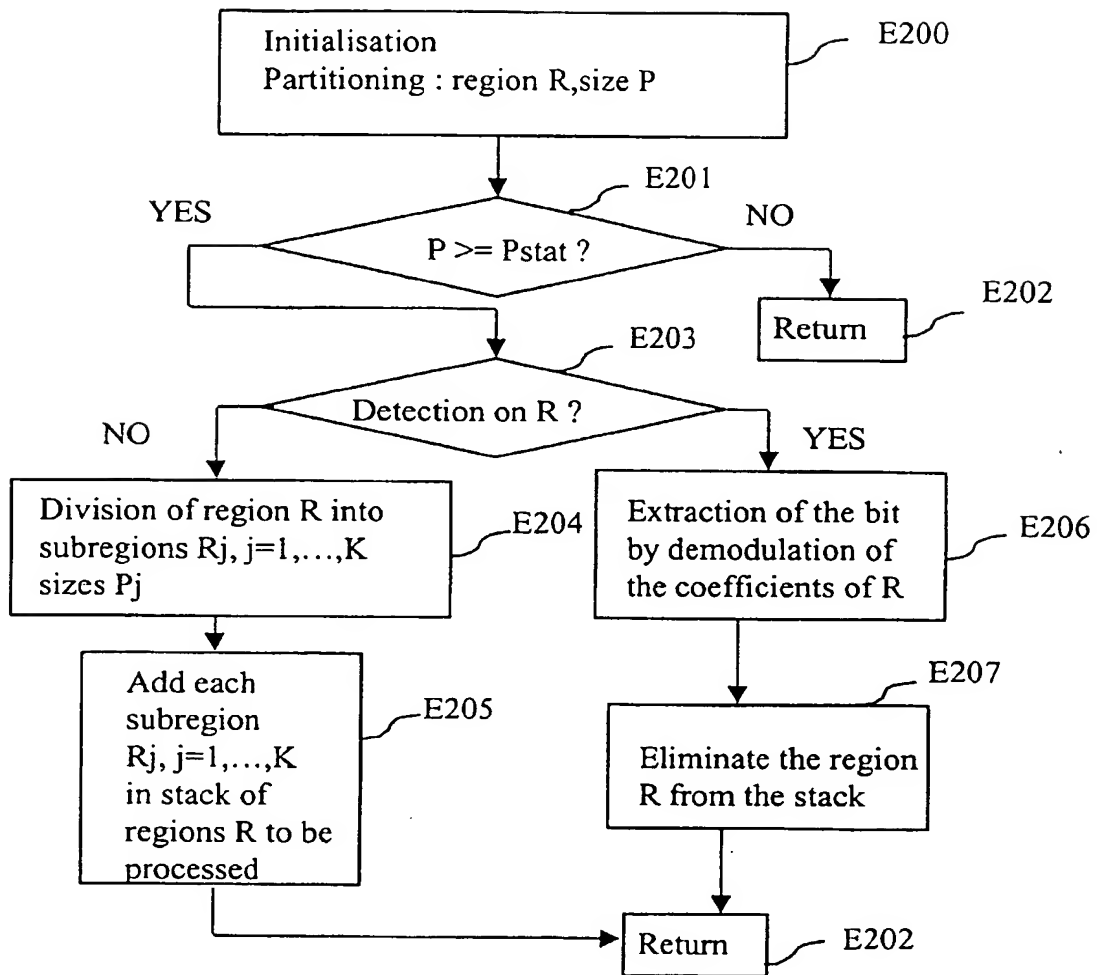 Initialisation
Partitioning : region R,size P
E200
E201
YES
NO
P >= Pstat ?
E202
Return
E203
Detection on R ?
NO
YES
Division of region R into
subregions Rj, j=1,...,K
sizes Pj
E204
Extraction of the bit
by demodulation of
the coefficients of R
E206
Add each
subregion
Rj, j=1,...,K
in stack of
regions R to be
processed
E205
E207
Eliminate the region
R from the stack
Return
E202